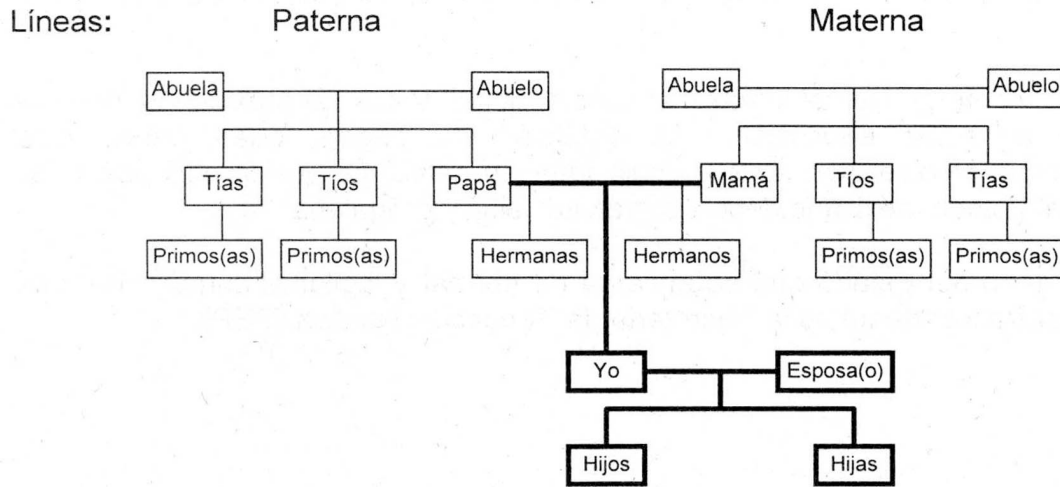 Líneas: Paterna Materna
Abuela Abuelo Abuela Abuelo
Tías Tíos Papá Mamá Tíos Tías
Primos(as) Primos(as) Hermanas Hermanos Primos(as) Primos(as)
Yo Esposa(o)
Hijos Hijas